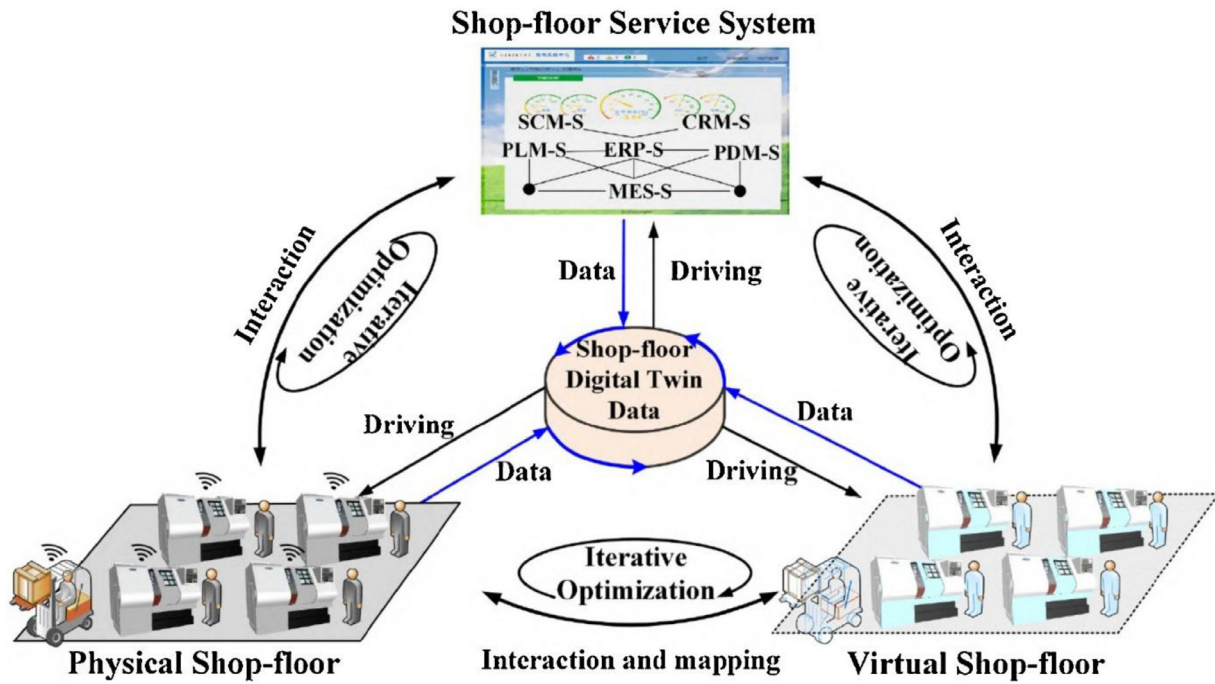 Shop-floor Service System
SCM-S
CRM-S
PLM-S
ERP-S
PDM-S
MES-S
Interaction
Iterative
Optimization
Data
Driving
Iterative
Optimization
Interaction
Shop-floor
Digital Twin
Data
Driving
Data
Data
Driving
Iterative
Optimization
Physical Shop-floor
Interaction and mapping
Virtual Shop-floor